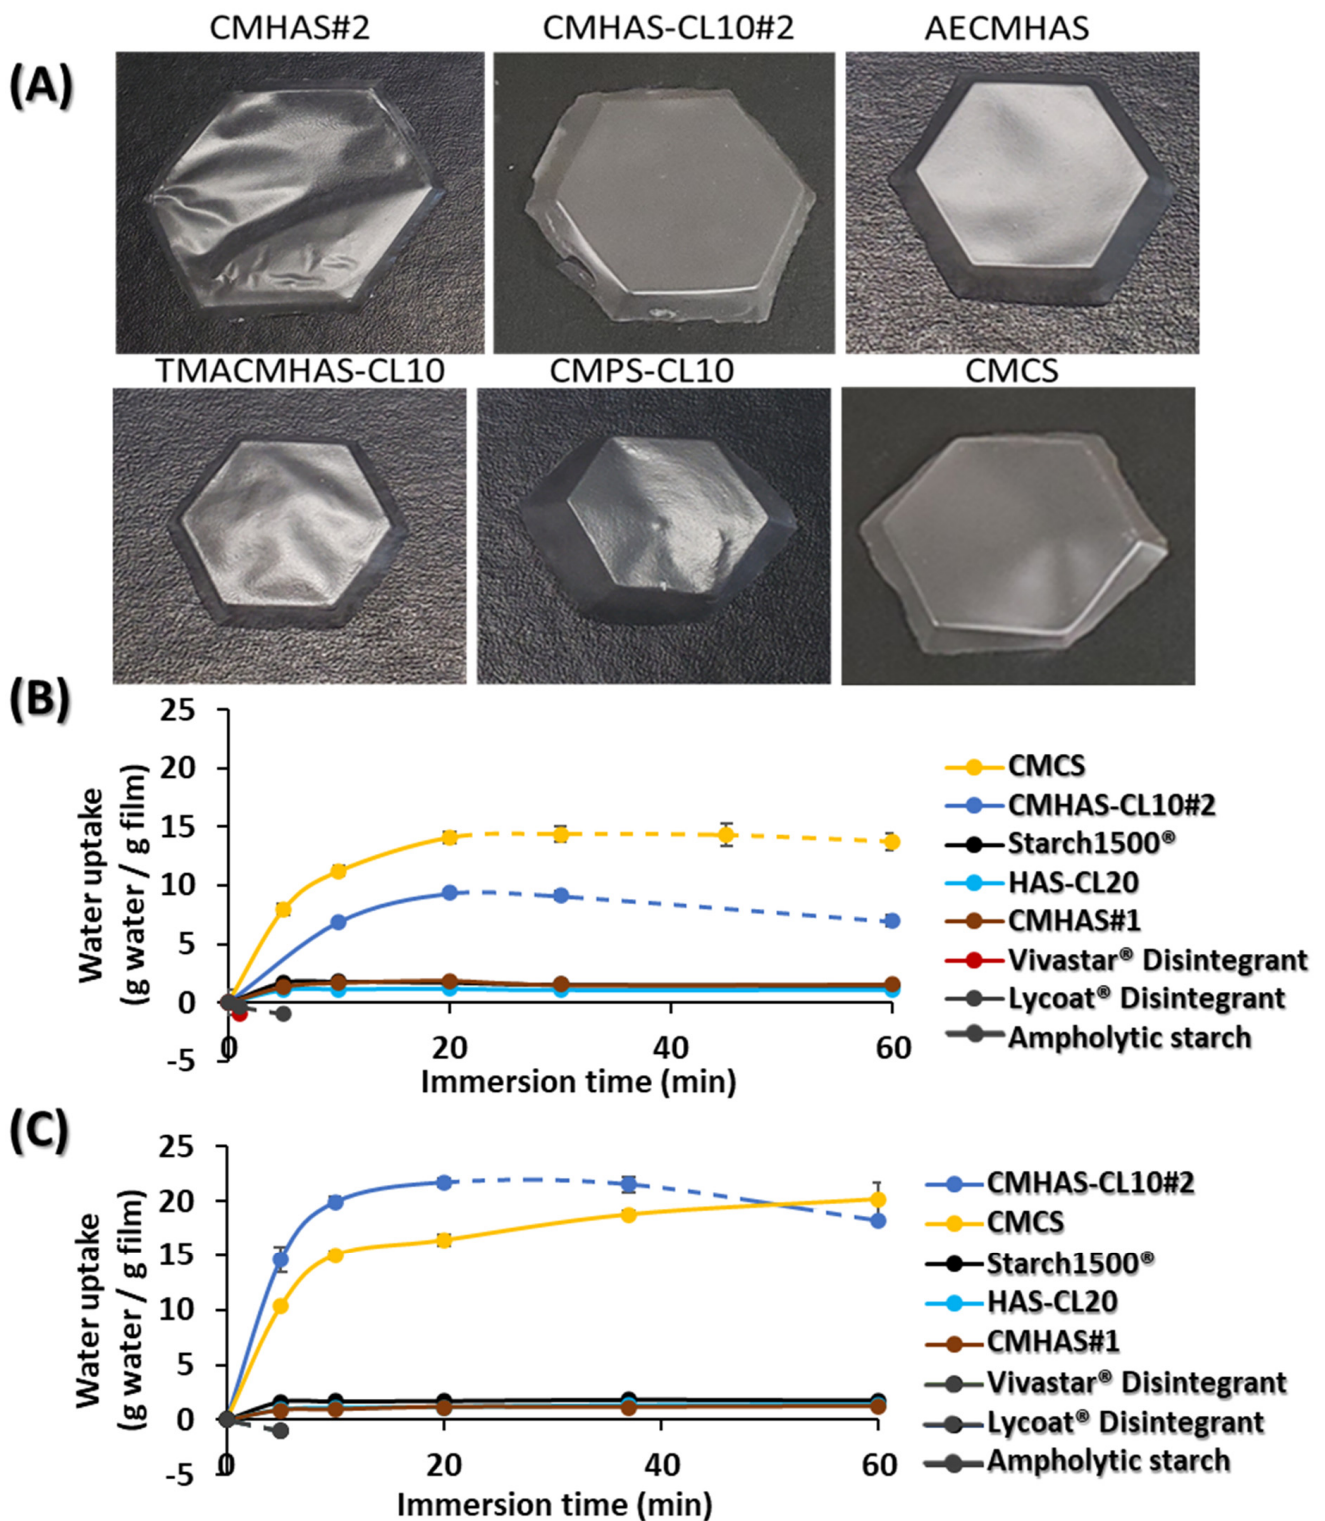 CMHAS#2 CMHAS-CL10#2 AECMHAS
(A)
TMACMHAS-CL10 CMPS-CL10 CMCS
(B)
25
20
15
10
5
0
-5
Water uptake
(g water / g film)
0 20 40 60
Immersion time (min)
CMCS
CMHAS-CL10#2
Starch1500®
HAS-CL20
CMHAS#1
Vivastar® Disintegrant
Lycoat® Disintegrant
Ampholytic starch
(C)
25
20
15
10
5
0
-5
Water uptake
(g water / g film)
0 20 40 60
Immersion time (min)
CMHAS-CL10#2
CMCS
Starch1500®
HAS-CL20
CMHAS#1
Vivastar® Disintegrant
Lycoat® Disintegrant
Ampholytic starch